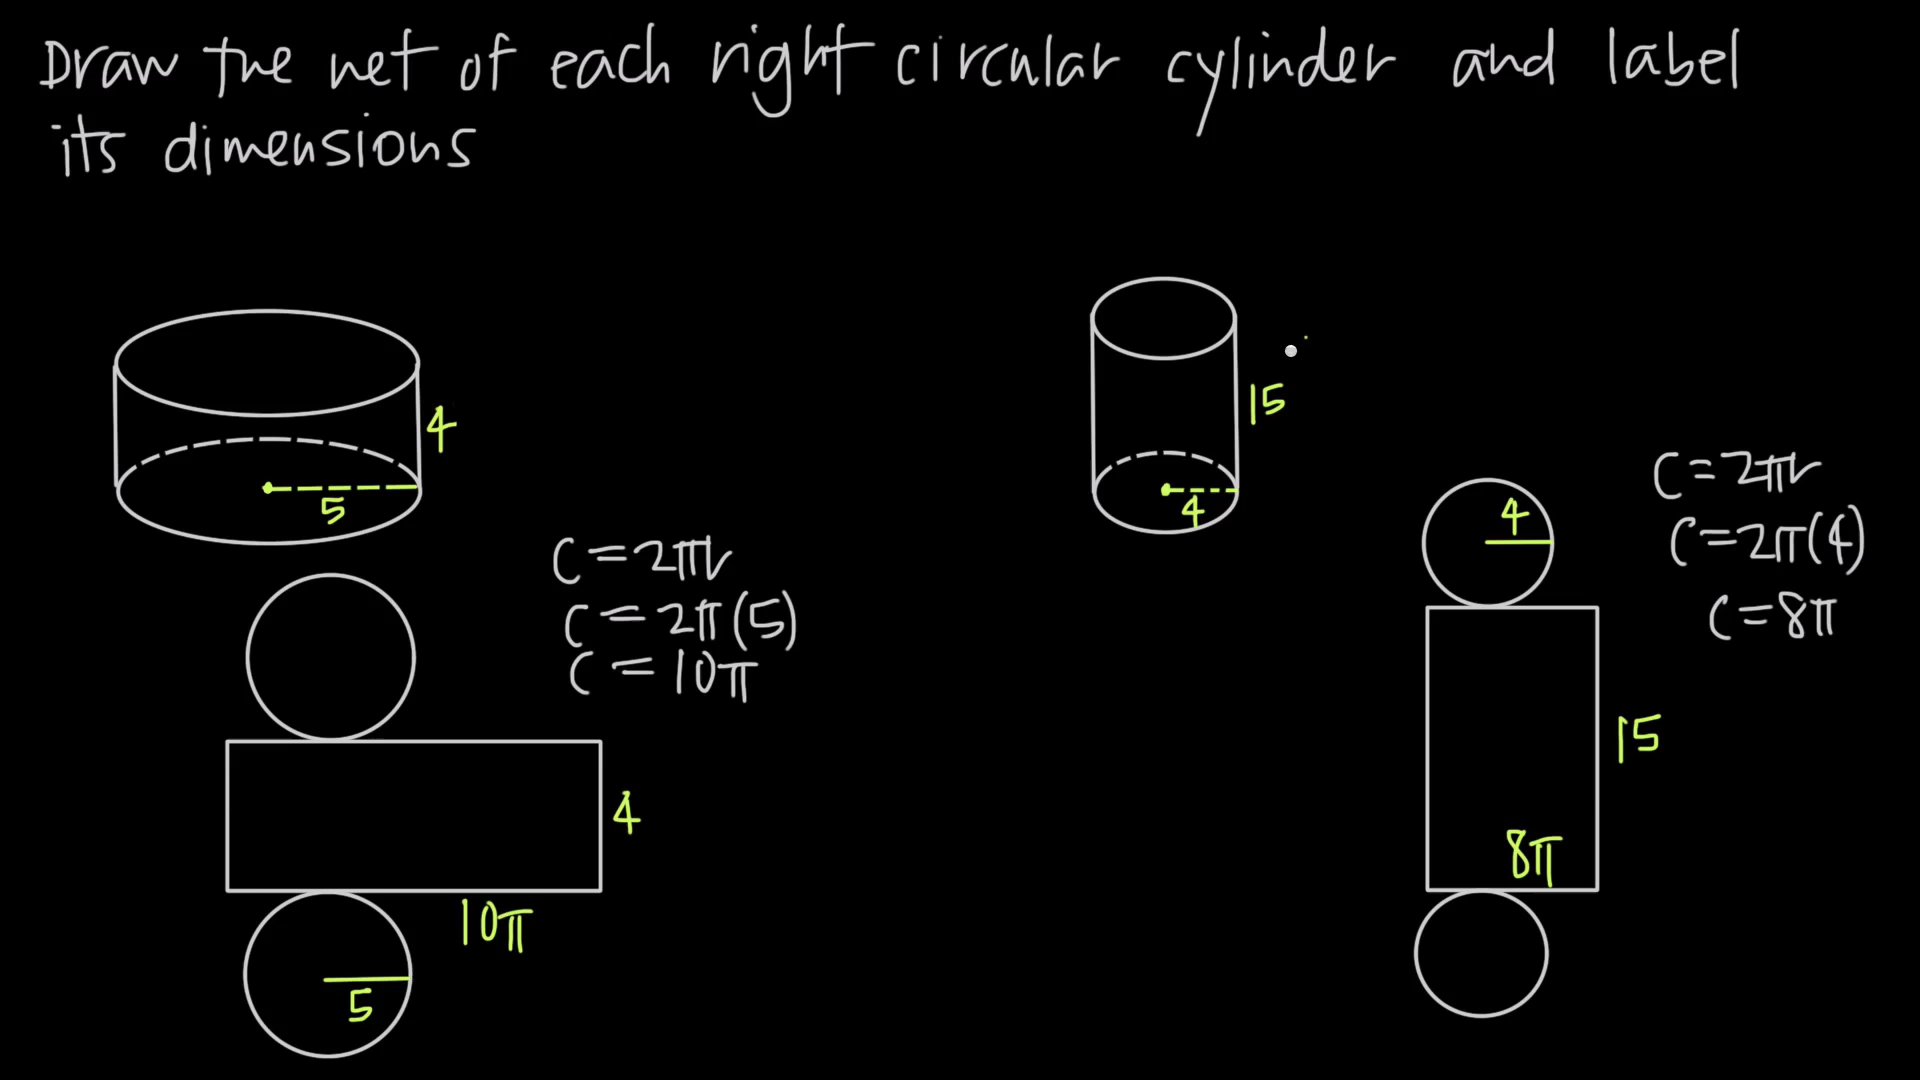 Draw the net of each right circular cylinder and label
its dimensions
4
5
15
4
C=2πr
C=2π(5)
C=10π
4
10π
5
4
C=2πr
C=2π(4)
C=8π
15
8π